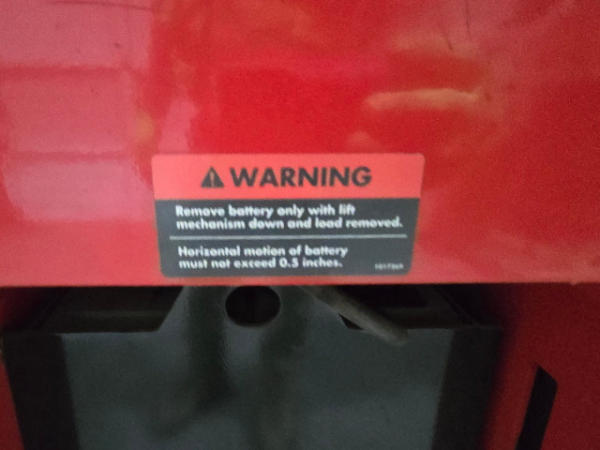 WARNING
Remove battery only with lift
mechanism down and load removed.
Horizontal motion of battery
must not exceed 0.5 inches.